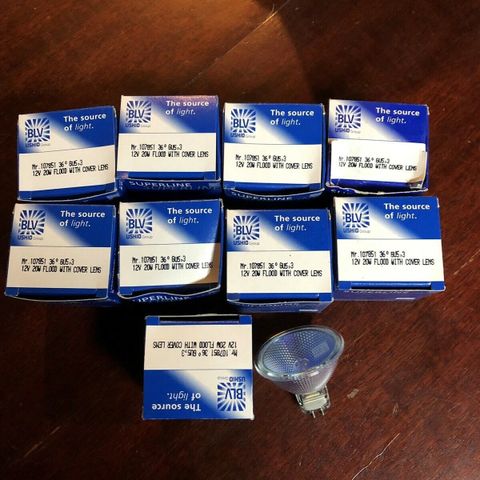 BLV
USHIO Group
The source
of light.
Nr.107851 36° GU5.3
12V 20W FLOOD WITH COVER LENS
BLV
USHIO Group
The source
of light.
Nr.107851 36° GU5.3
12V 20W FLOOD WITH COVER LENS
SUPERLINE
BLV
USHIO Group
The source
of light.
Nr.107851 36° GU5.3
12V 20W FLOOD WITH COVER LENS
BLV
USHIO Group
The source
of light.
Nr.107851 36° GU5.3
12V 20W FLOOD WITH COVER LENS
BLV
USHIO Group
The source
of light.
Nr.107851 36° GU5.3
12V 20W FLOOD WITH COVER LENS
BLV
USHIO Group
The source
of light.
Nr.107851 36° GU5.3
12V 20W FLOOD WITH COVER LENS
SUPERLINE
BLV
USHIO Group
The source
of light.
Nr.107851 36° GU5.3
12V 20W FLOOD WITH COVER LENS
BLV
USHIO Group
The source
of light.
Nr.107851 36° GU5.3
12V 20W FLOOD WITH COVER LENS
BLV
USHIO Group
The source
of light.
Nr.107851 36° GU5.3
12V 20W FLOOD WITH COVER LENS